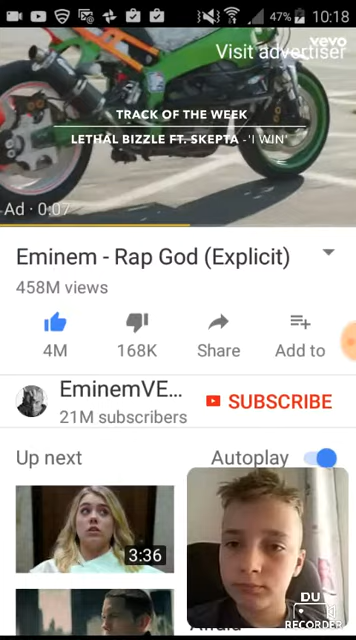 47% 10:18
vevo
Visit advertiser
TRACK OF THE WEEK
LETHAL BIZZLE FT. SKEPTA - 'I WIN'
Ad · 0:07
Eminem - Rap God (Explicit)
458M views
4M 168K Share Add to
EminemVE... SUBSCRIBE
21M subscribers
Up next Autoplay
3:36
DU
RECORDER